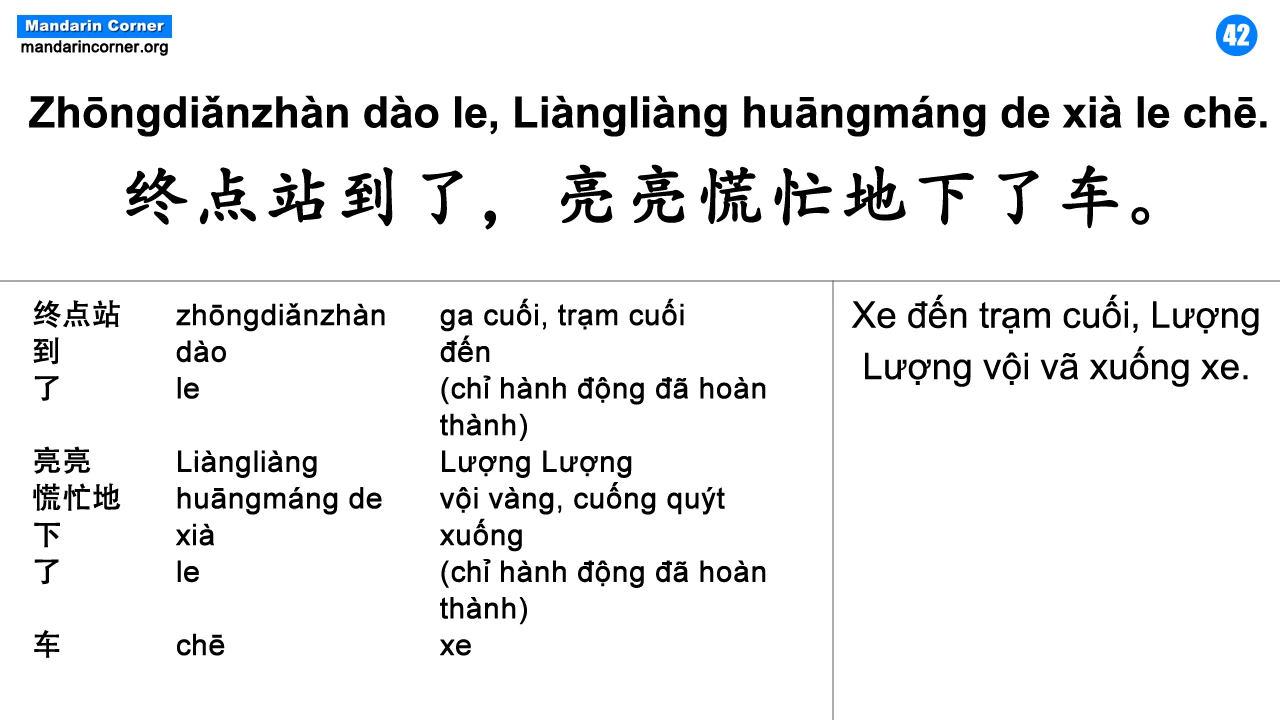 Mandarin Corner
mandarincorner.org
42
Zhōngdiǎnzhàn dào le, Liàngliàng huāngmáng de xià le chē.
终点站到了，亮亮慌忙地下了车。
终点站 zhōngdiǎnzhàn ga cuối, trạm cuối
到 dào đến
了 le (chỉ hành động đã hoàn
thành)
亮亮 Liàngliàng Lượng Lượng
慌忙地 huāngmáng de vội vàng, cuống quýt
下 xià xuống
了 le (chỉ hành động đã hoàn
thành)
车 chē xe
Xe đến trạm cuối, Lượng
Lượng vội vã xuống xe.